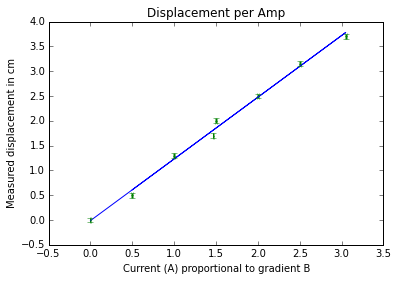 Displacement per Amp
Measured displacement in cm
4.0
3.5
3.0
2.5
2.0
1.5
1.0
0.5
0.0
−0.5
−0.5 0.0 0.5 1.0 1.5 2.0 2.5 3.0 3.5
Current (A) proportional to gradient B